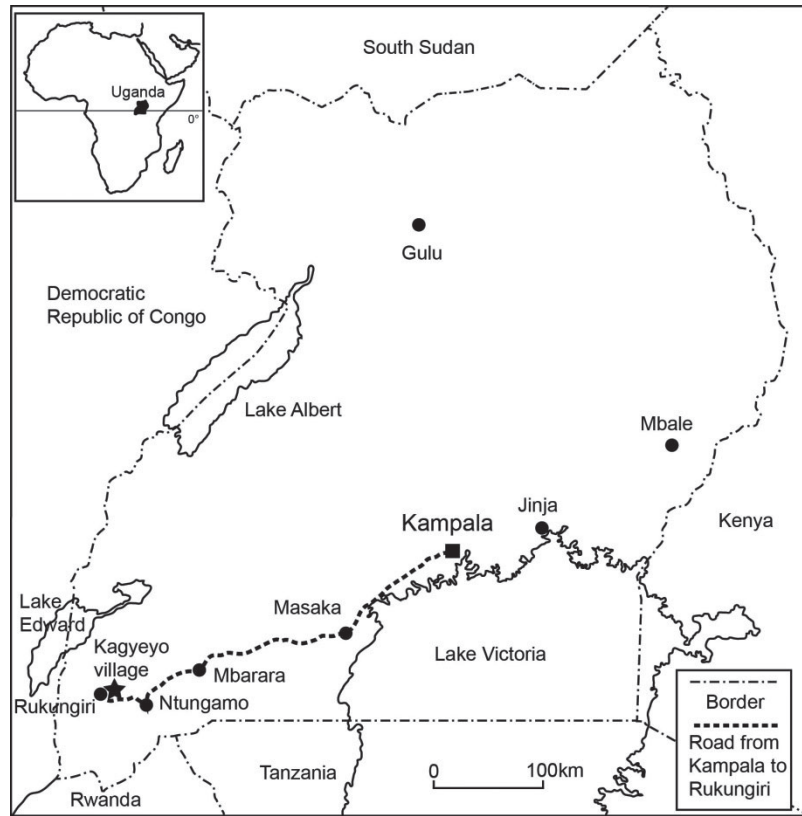 South Sudan
Uganda
0°
Gulu
Democratic
Republic of Congo
Lake Albert
Mbale
Jinja
Kampala
Kenya
Lake
Edward
Masaka
Kagyeyo
village
Lake Victoria
Mbarara
Rukungiri
Ntungamo
Border
Road from
Kampala to
Rukungiri
Tanzania
0 100km
Rwanda